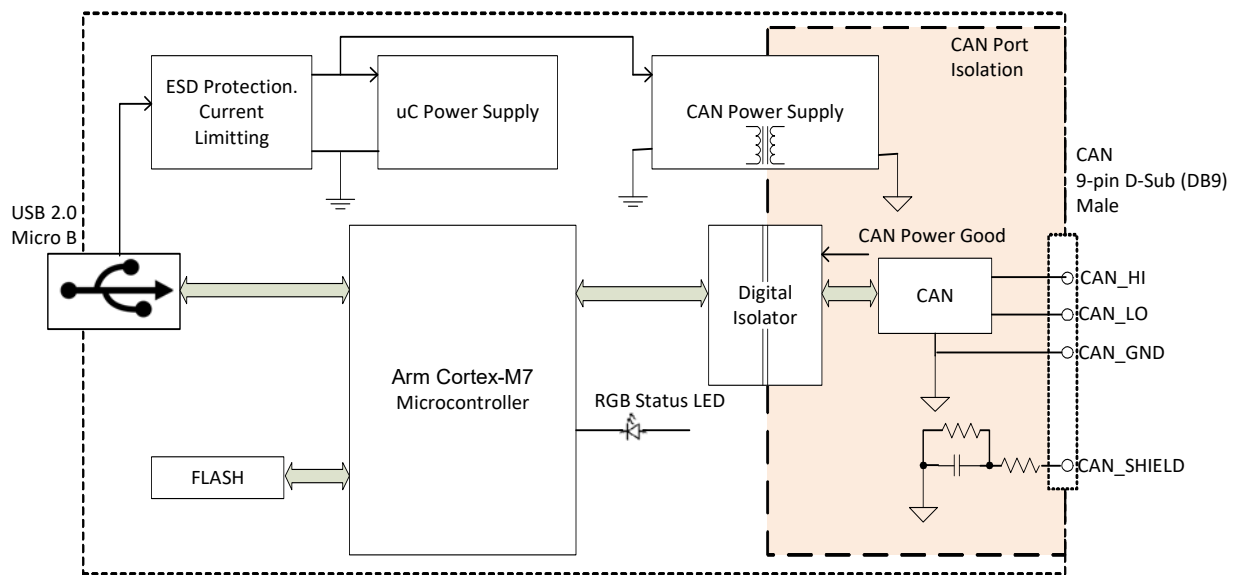 CAN Port
Isolation
ESD Protection.
Current
Limitting
uC Power Supply
CAN Power Supply
CAN
9-pin D-Sub (DB9)
Male
USB 2.0
Micro B
CAN Power Good
Digital
Isolator
CAN
CAN_HI
CAN_LO
CAN_GND
Arm Cortex-M7
Microcontroller
RGB Status LED
FLASH
CAN_SHIELD